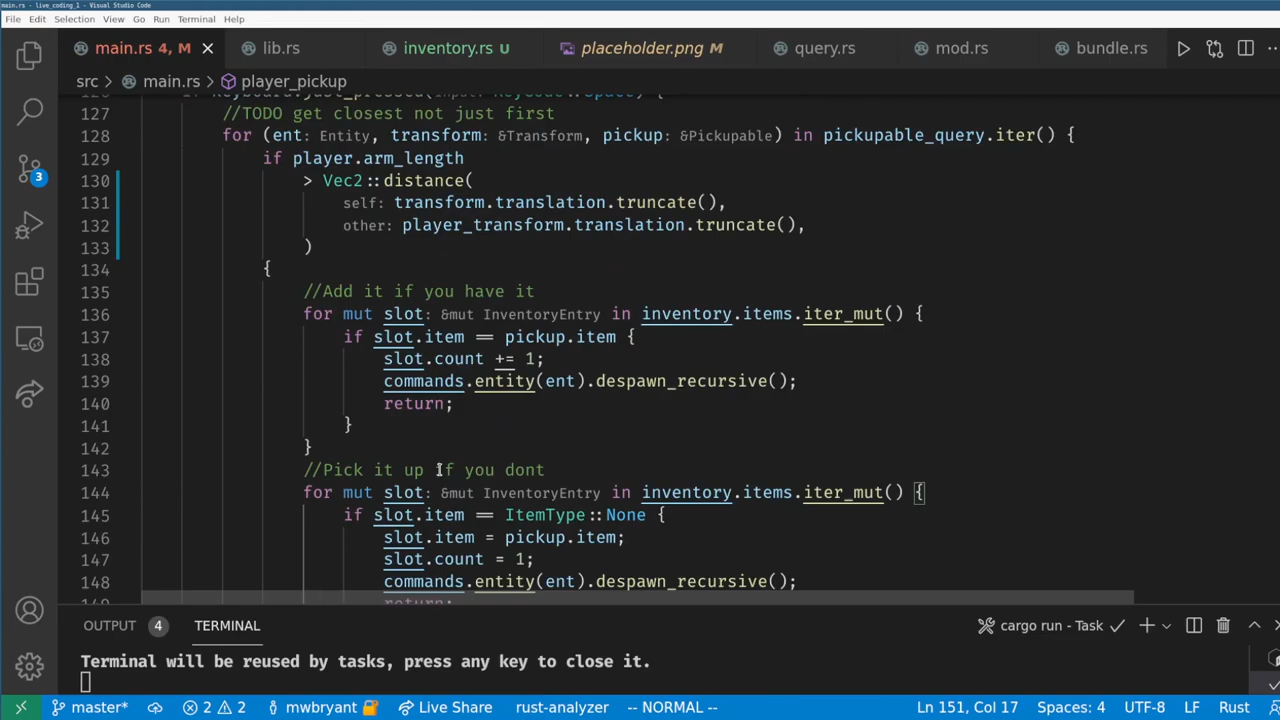 main.rs - live_coding_1 - Visual Studio Code
File Edit Selection View Go Run Terminal Help
main.rs 4, M
lib.rs
inventory.rs U
placeholder.png M
query.rs
mod.rs
bundle.rs
src > main.rs > player_pickup
127 //TODO get closest not just first
128 for (ent: Entity, transform: &Transform, pickup: &Pickupable) in pickupable_query.iter() {
129 if player.arm_length
130 > Vec2::distance(
131 self: transform.translation.truncate(),
132 other: player_transform.translation.truncate(),
133 )
134 {
135 //Add it if you have it
136 for mut slot: &mut InventoryEntry in inventory.items.iter_mut() {
137 if slot.item == pickup.item {
138 slot.count += 1;
139 commands.entity(ent).despawn_recursive();
140 return;
141 }
142 }
143 //Pick it up if you dont
144 for mut slot: &mut InventoryEntry in inventory.items.iter_mut() {
145 if slot.item == ItemType::None {
146 slot.item = pickup.item;
147 slot.count = 1;
148 commands.entity(ent).despawn_recursive();
return;
3
OUTPUT 4 TERMINAL
cargo run - Task
Terminal will be reused by tasks, press any key to close it.
master* 2 2 mwbryant Live Share rust-analyzer -- NORMAL -- Ln 151, Col 17 Spaces: 4 UTF-8 LF Rust